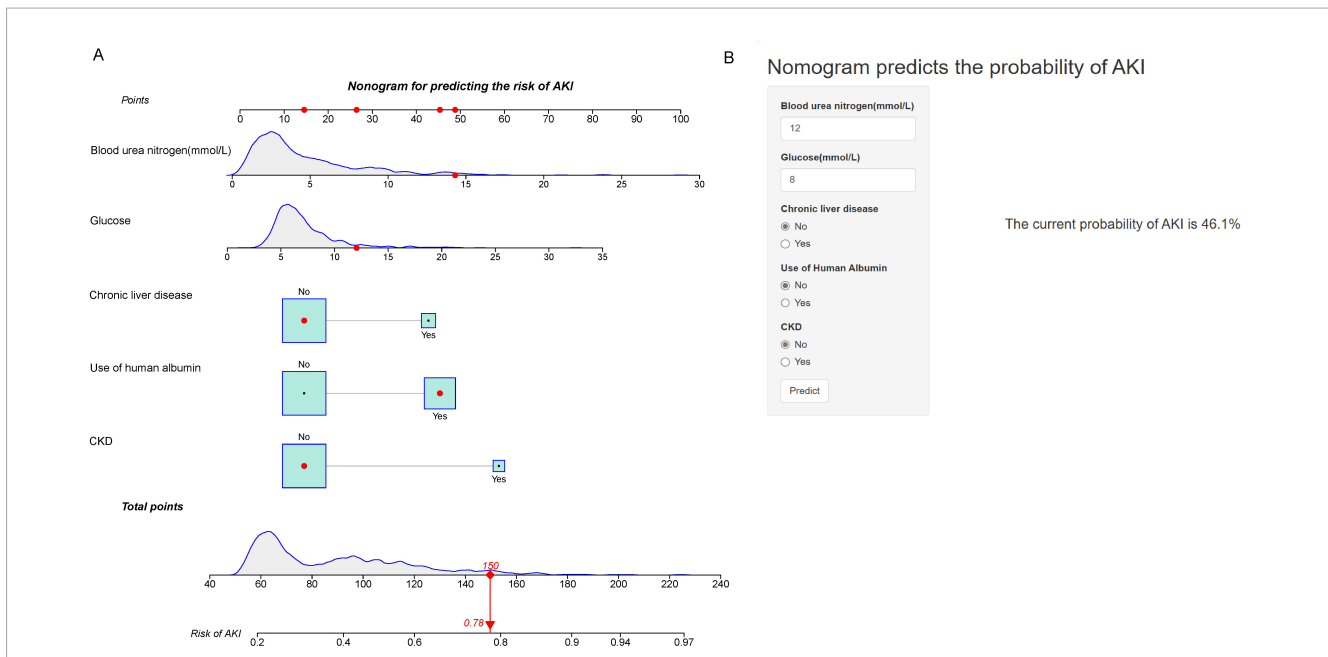 A
Nonogram for predicting the risk of AKI
Points
0 10 20 30 40 50 60 70 80 90 100
Blood urea nitrogen(mmol/L)
0 5 10 15 20 25 30
Glucose
0 5 10 15 20 25 30 35
Chronic liver disease
No
Yes
Use of human albumin
No
Yes
CKD
No
Yes
Total points
150
40 60 80 100 120 140 160 180 200 220 240
0.78
Risk of AKI
0.2 0.4 0.6 0.8 0.9 0.94 0.97
B
Nomogram predicts the probability of AKI
Blood urea nitrogen(mmol/L)
12
Glucose(mmol/L)
8
Chronic liver disease
No
Yes
Use of Human Albumin
No
Yes
CKD
No
Yes
Predict
The current probability of AKI is 46.1%